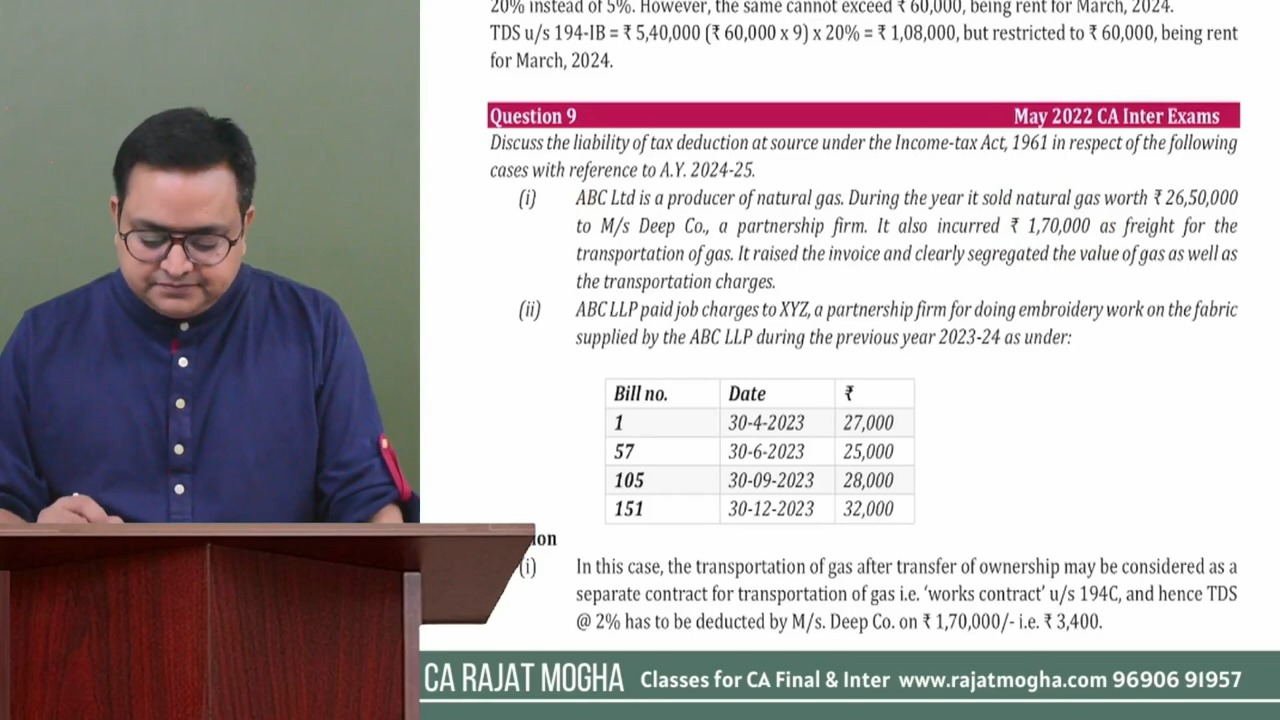 20% instead of 5%. However, the same cannot exceed ₹ 60,000, being rent for March, 2024.
TDS u/s 194-IB = ₹ 5,40,000 (₹ 60,000 x 9) x 20% = ₹ 1,08,000, but restricted to ₹ 60,000, being rent
for March, 2024.
Question 9 May 2022 CA Inter Exams
Discuss the liability of tax deduction at source under the Income-tax Act, 1961 in respect of the following
cases with reference to A.Y. 2024-25.
(i) ABC Ltd is a producer of natural gas. During the year it sold natural gas worth ₹ 26,50,000
to M/s Deep Co., a partnership firm. It also incurred ₹ 1,70,000 as freight for the
transportation of gas. It raised the invoice and clearly segregated the value of gas as well as
the transportation charges.
(ii) ABC LLP paid job charges to XYZ, a partnership firm for doing embroidery work on the fabric
supplied by the ABC LLP during the previous year 2023-24 as under:
Bill no. Date ₹
1 30-4-2023 27,000
57 30-6-2023 25,000
105 30-09-2023 28,000
151 30-12-2023 32,000
ion
(i) In this case, the transportation of gas after transfer of ownership may be considered as a
separate contract for transportation of gas i.e. ‘works contract’ u/s 194C, and hence TDS
@ 2% has to be deducted by M/s. Deep Co. on ₹ 1,70,000/- i.e. ₹ 3,400.
CA RAJAT MOGHA Classes for CA Final & Inter www.rajatmogha.com 96906 91957